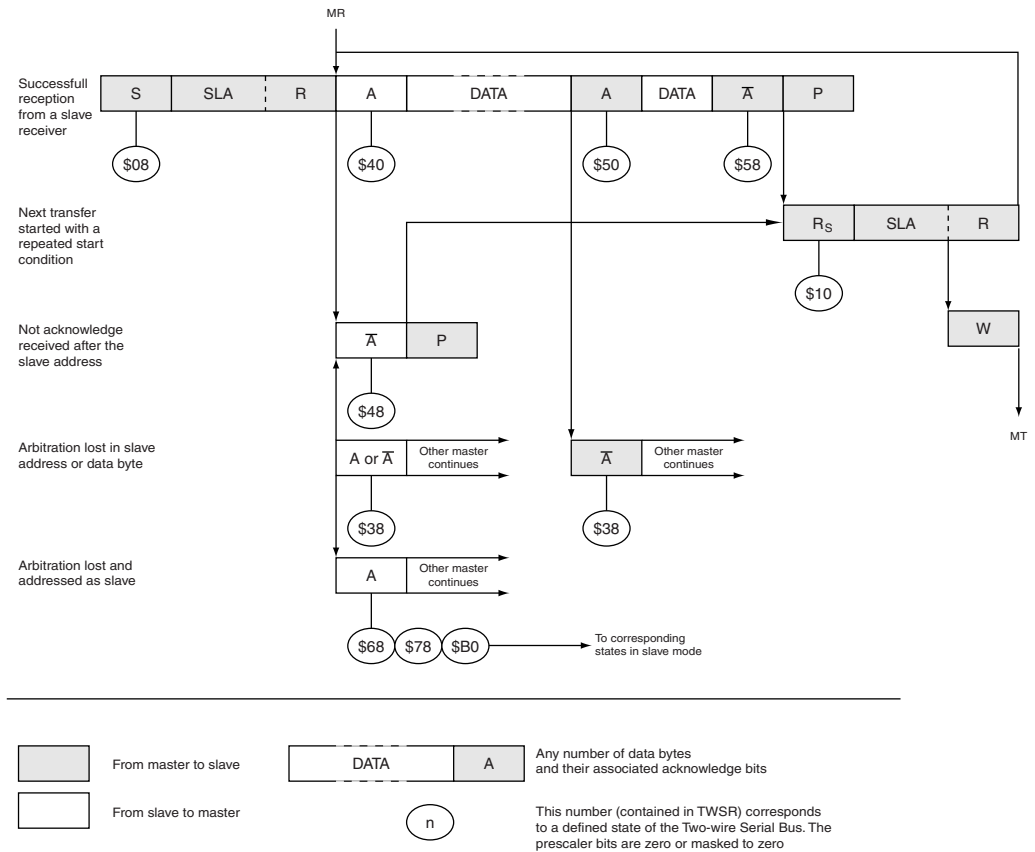 MR
Successfull
reception
from a slave
receiver
S SLA R A DATA A DATA A̅ P
$08 $40 $50 $58
Next transfer
started with a
repeated start
condition
RS SLA R
$10
Not acknowledge
received after the
slave address
A̅ P
W
$48
MT
Arbitration lost in slave
address or data byte
A or A̅ Other master
continues
A̅ Other master
continues
$38 $38
Arbitration lost and
addressed as slave
A Other master
continues
$68 $78 $B0
To corresponding
states in slave mode
From master to slave
DATA A
Any number of data bytes
and their associated acknowledge bits
From slave to master
n
This number (contained in TWSR) corresponds
to a defined state of the Two-wire Serial Bus. The
prescaler bits are zero or masked to zero